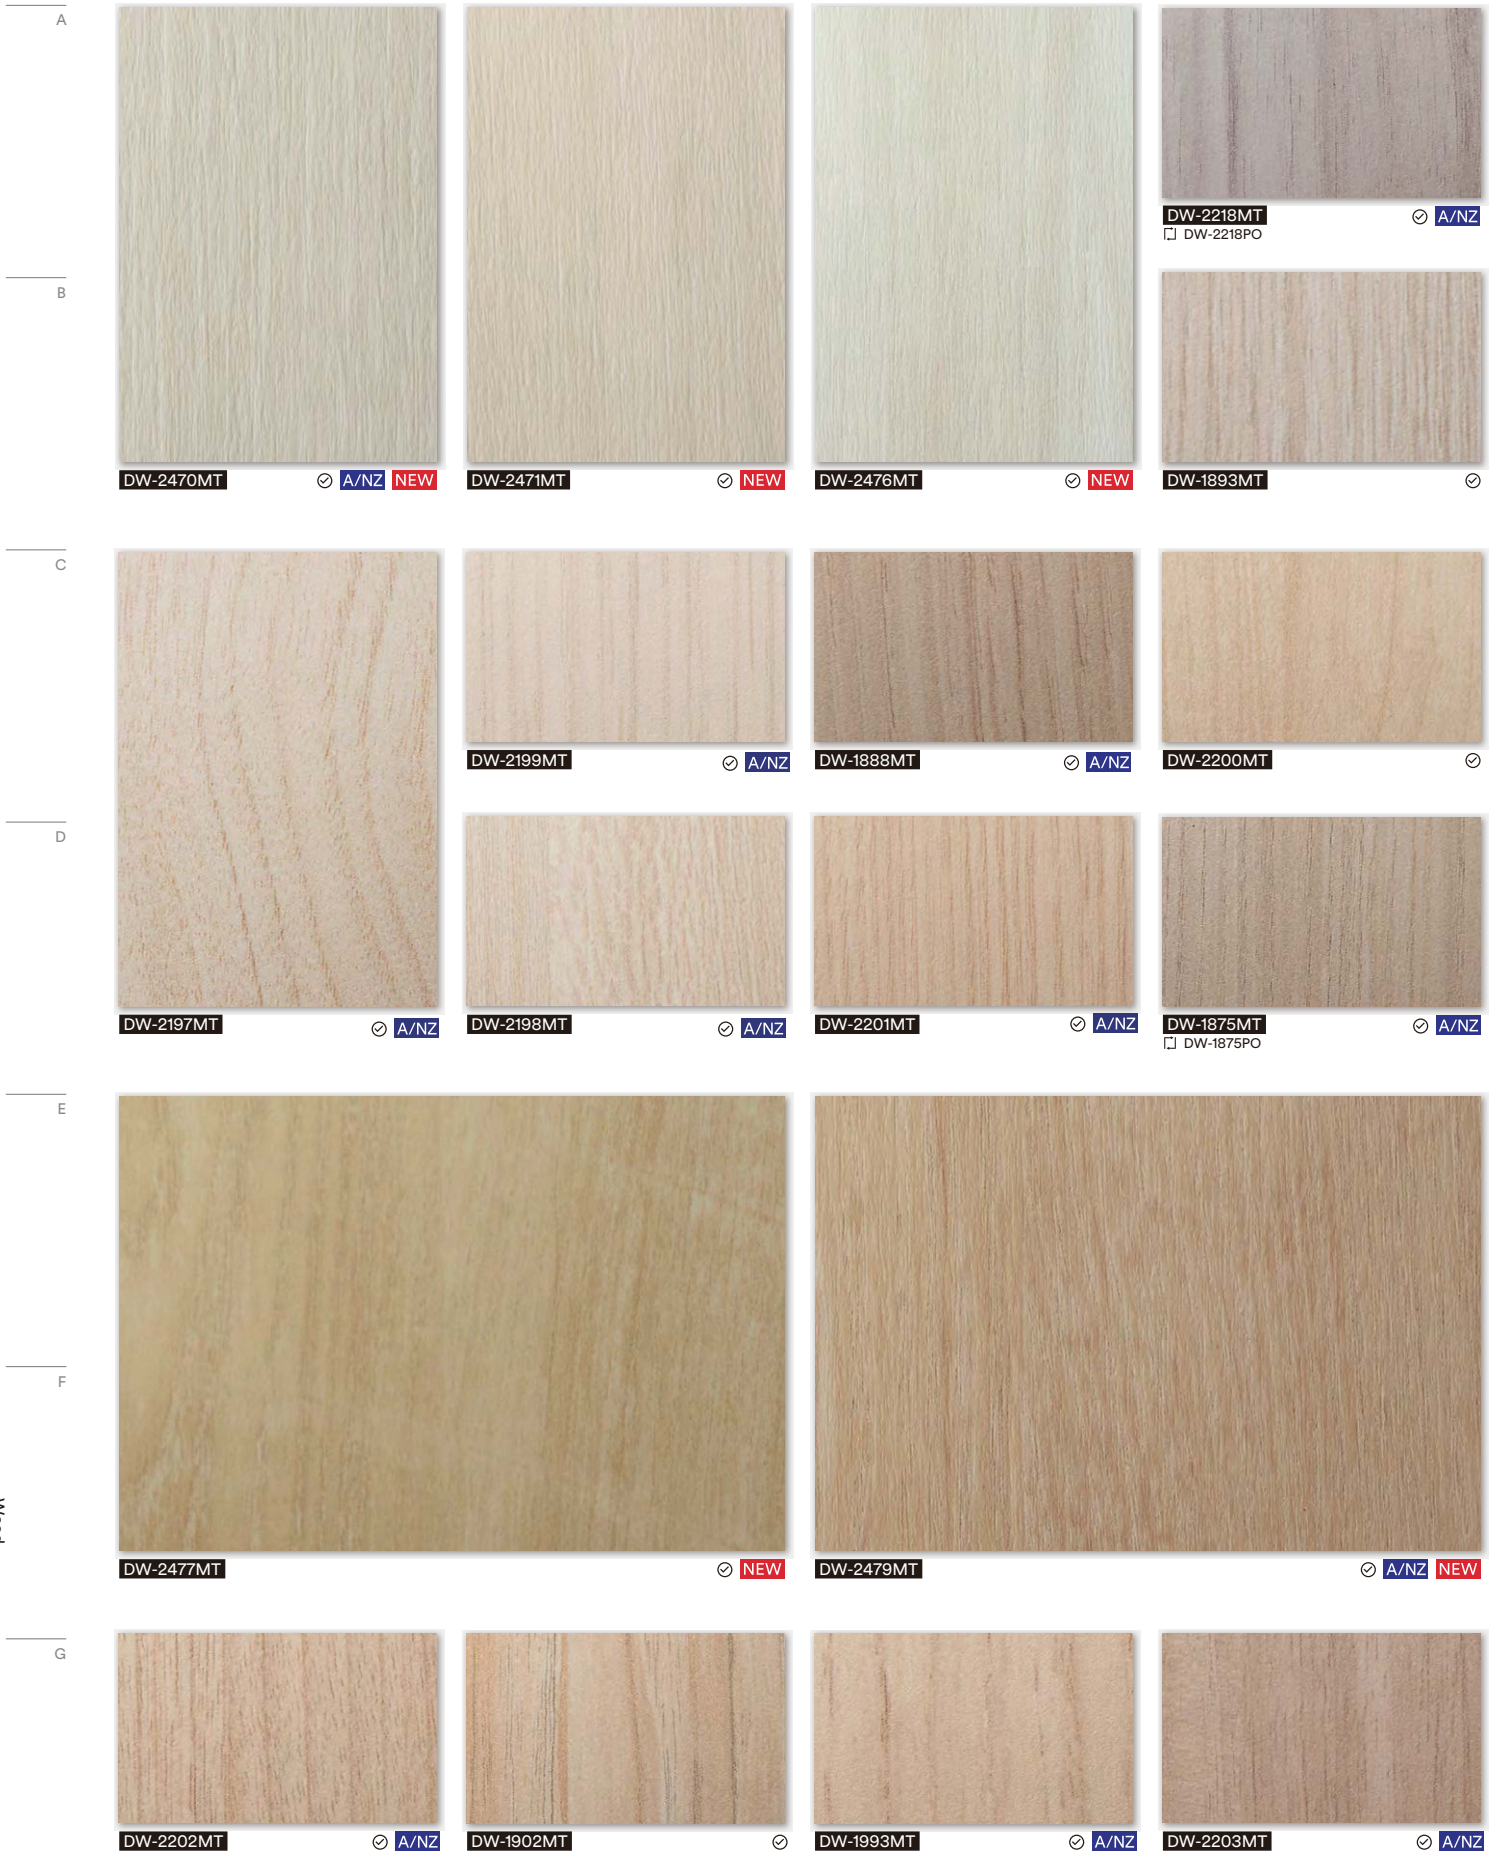 A
DW-2218MT A/NZ
DW-2218PO
B
DW-2470MT A/NZ NEW
DW-2471MT NEW
DW-2476MT NEW
DW-1893MT
C
DW-2199MT A/NZ
DW-1888MT A/NZ
DW-2200MT
D
DW-2197MT A/NZ
DW-2198MT A/NZ
DW-2201MT A/NZ
DW-1875MT A/NZ
DW-1875PO
E
F
DW-2477MT NEW
DW-2479MT A/NZ NEW
G
DW-2202MT A/NZ
DW-1902MT
DW-1993MT A/NZ
DW-2203MT A/NZ